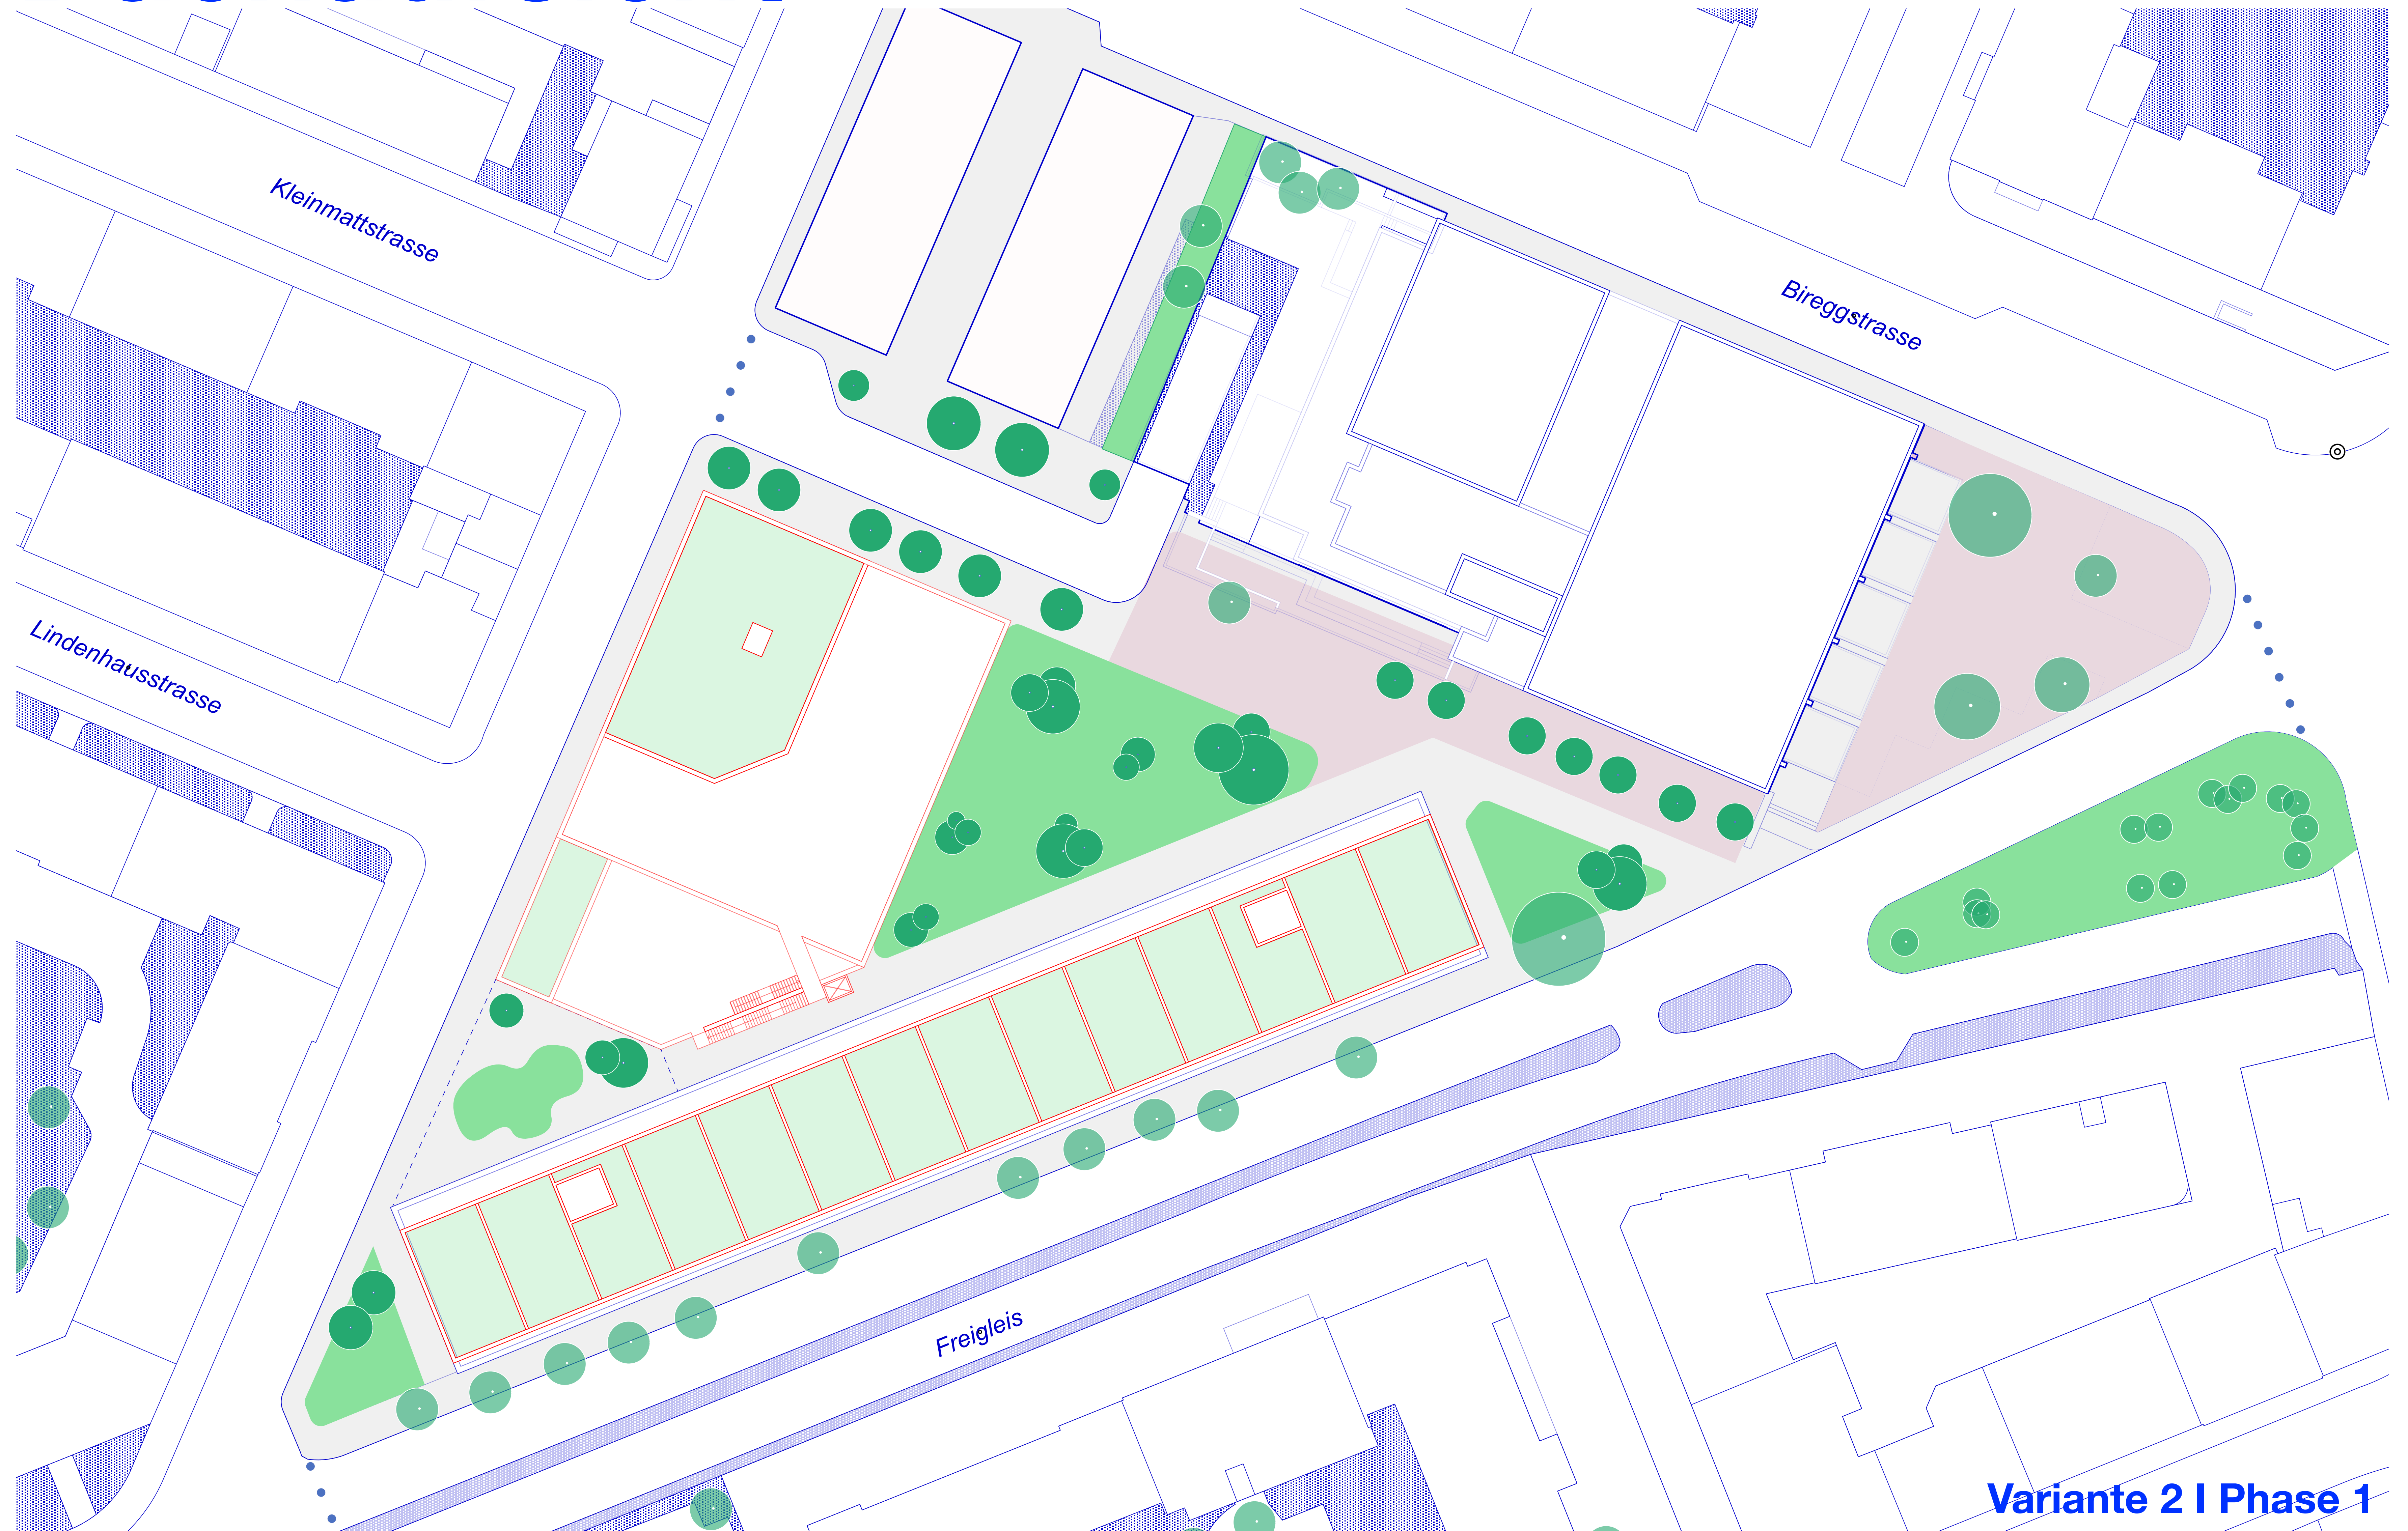 Kleinmattstrasse
Bireggstrasse
Lindenhausstrasse
Freigleis
Variante 2 I Phase 1